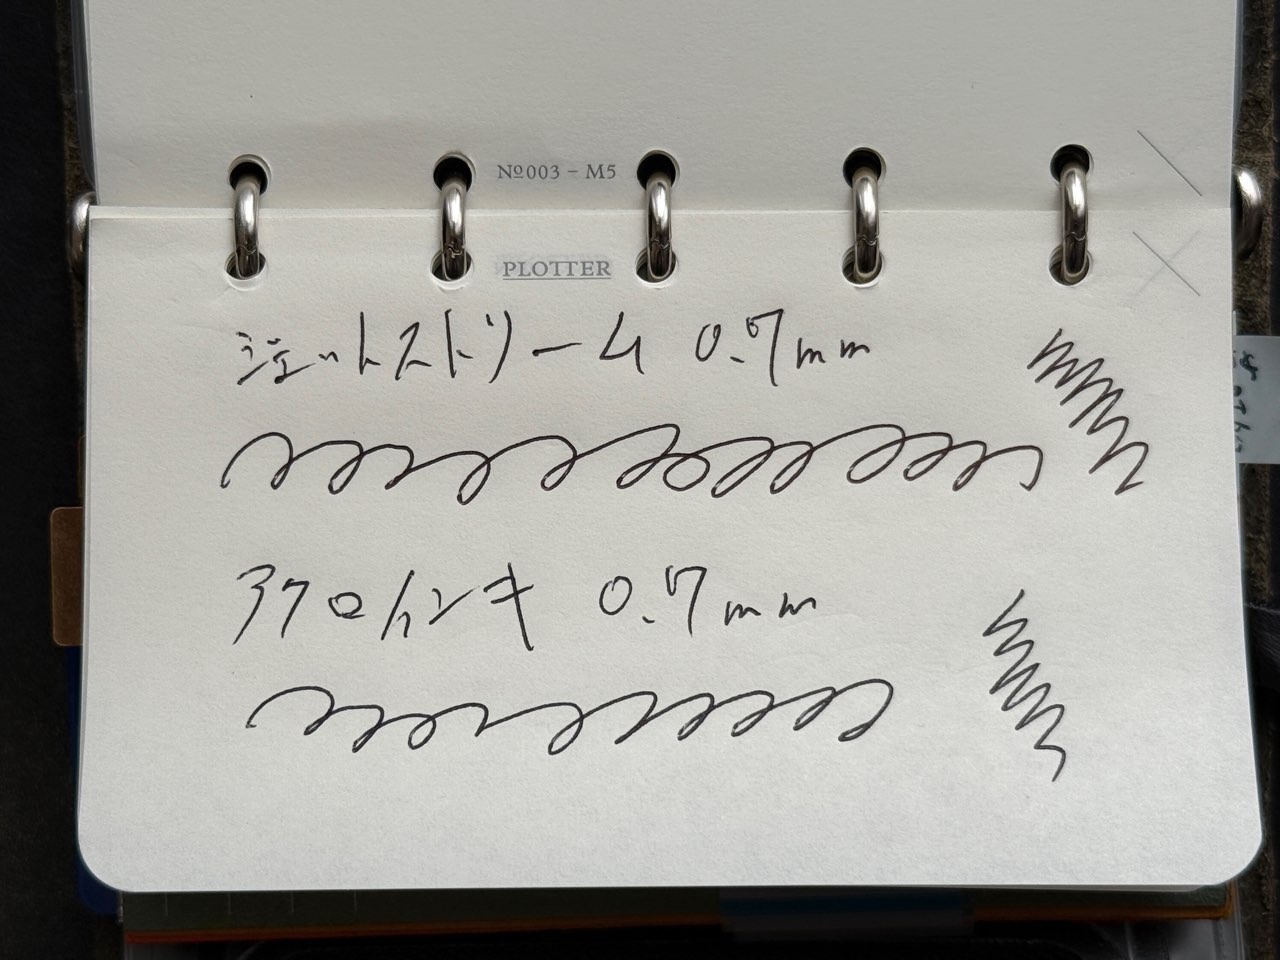 №003 - M5
PLOTTER
ジェットストリーム 0.7mm
アクロインキ 0.7mm